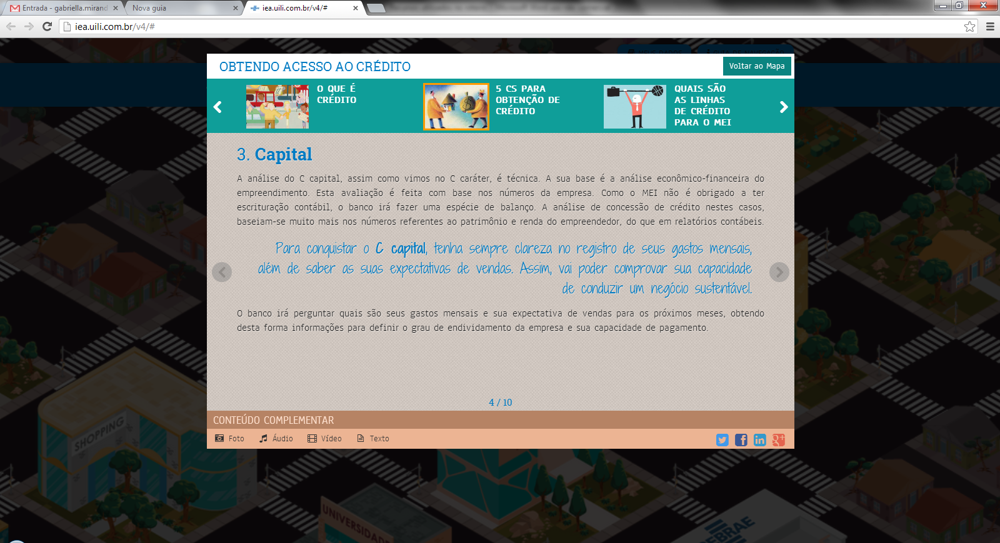 Entrada - gabriella.mirand
Nova guia
iea.uili.com.br/v4/#
iea.uili.com.br/v4/#
OBTENDO ACESSO AO CRÉDITO
Voltar ao Mapa
O QUE É
CRÉDITO
5 CS PARA
OBTENÇÃO DE
CRÉDITO
QUAIS SÃO
AS LINHAS
DE CRÉDITO
PARA O MEI
3. Capital
A análise do C capital, assim como vimos no C caráter, é técnica. A sua base é a análise econômico-financeira do
empreendimento. Esta avaliação é feita com base nos números da empresa. Como o MEI não é obrigado a ter
escrituração contábil, o banco irá fazer uma espécie de balanço. A análise de concessão de crédito nestes casos,
baseiam-se muito mais nos números referentes ao patrimônio e renda do empreendedor, do que em relatórios contábeis.
Para conquistar o C capital, tenha sempre clareza no registro de seus gastos mensais,
além de saber as suas expectativas de vendas. Assim, vai poder comprovar sua capacidade
de conduzir um negócio sustentável.
O banco irá perguntar quais são seus gastos mensais e sua expectativa de vendas para os próximos meses, obtendo
desta forma informações para definir o grau de endividamento da empresa e sua capacidade de pagamento.
4 / 10
CONTEÚDO COMPLEMENTAR
Foto
Áudio
Vídeo
Texto
SHOPPING
UNIVERSIDADE
EBRAE